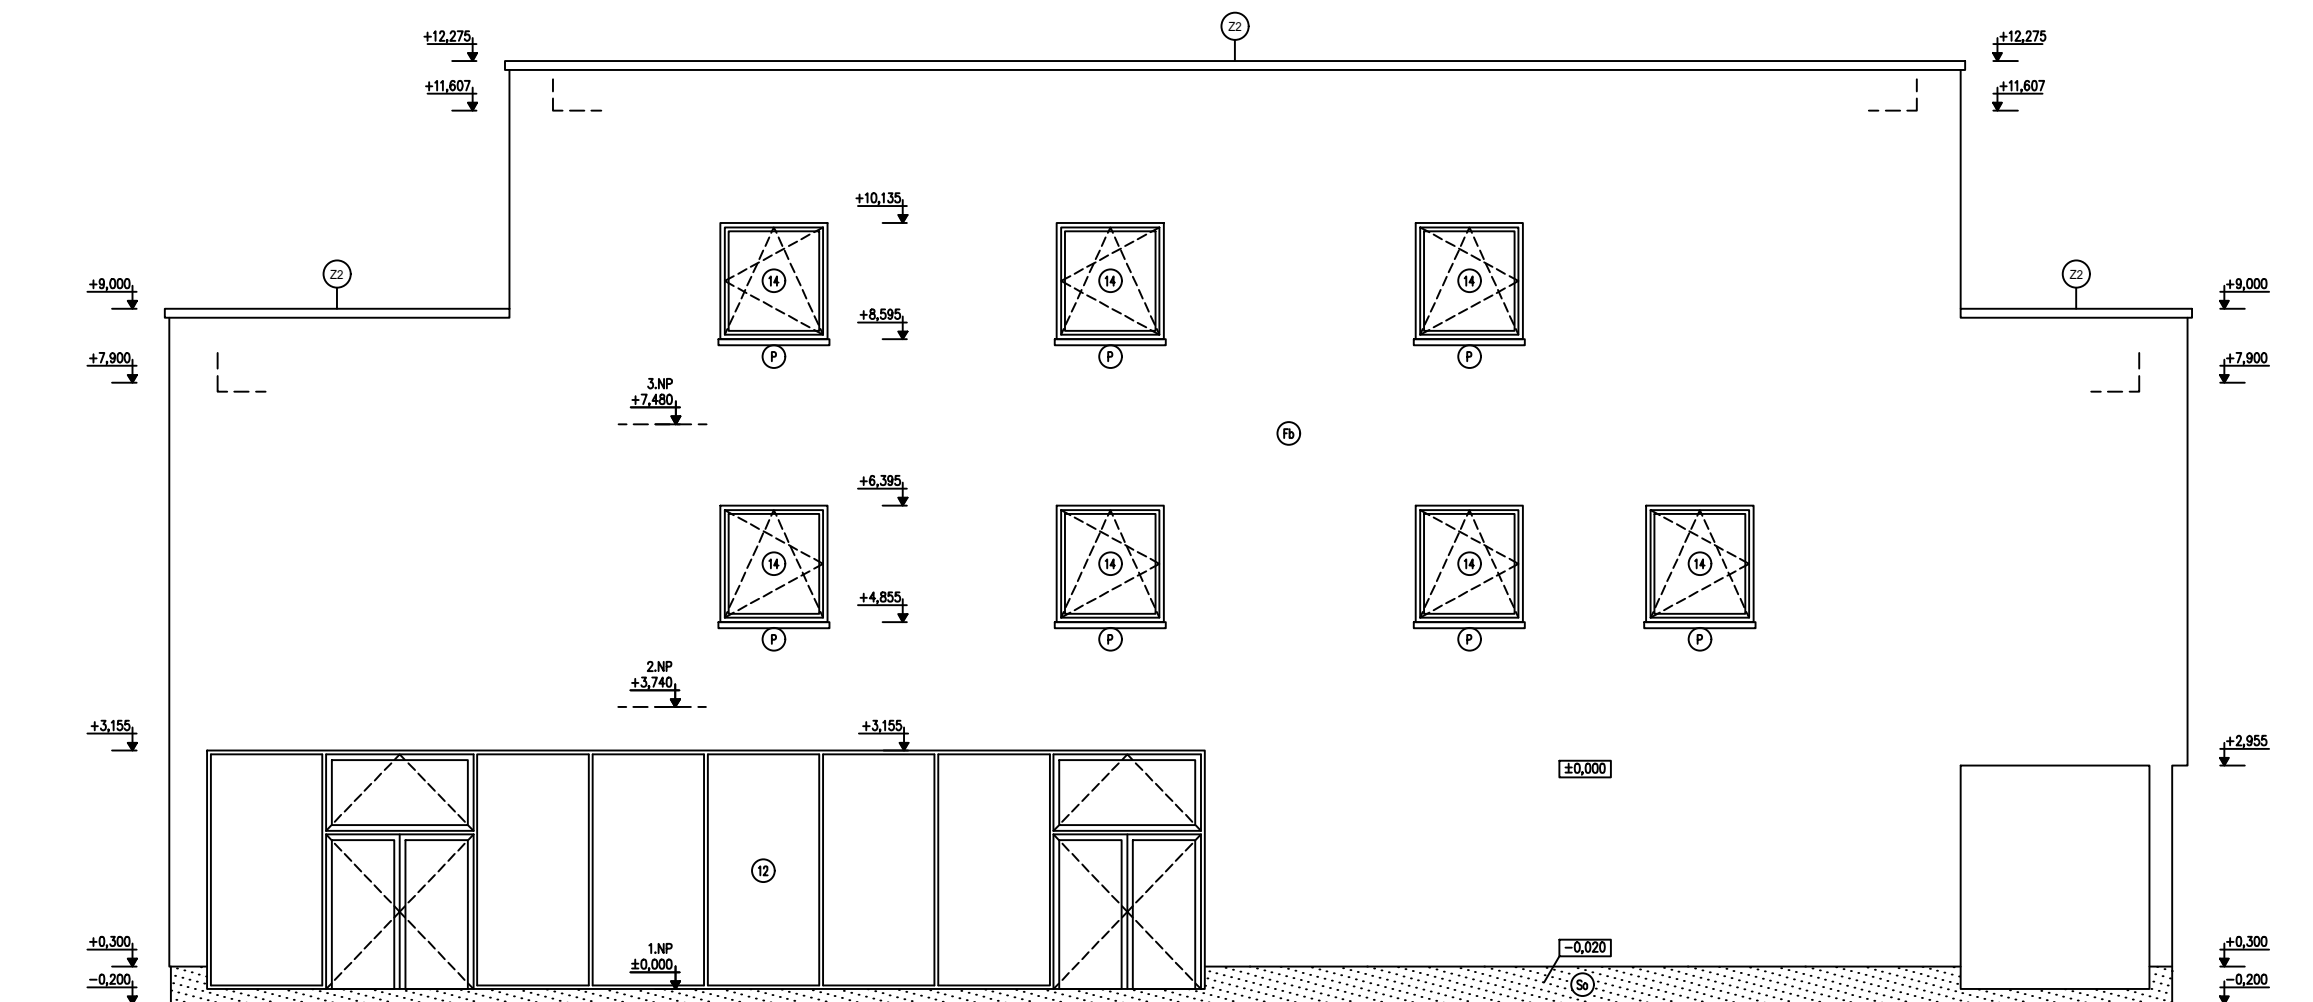 Z2
+12,275
+12,275
+11,607
+11,607
+10,135
14
14
14
Z2
Z2
+9,000
+9,000
+8,595
P
P
P
+7,900
+7,900
3.NP
+7,480
Fb
+6,395
14
14
14
14
+4,855
P
P
P
P
2.NP
+3,740
+3,155
+3,155
+2,955
±0,000
12
+0,300
1.NP
±0,000
-0,020
+0,300
-0,200
So
-0,200